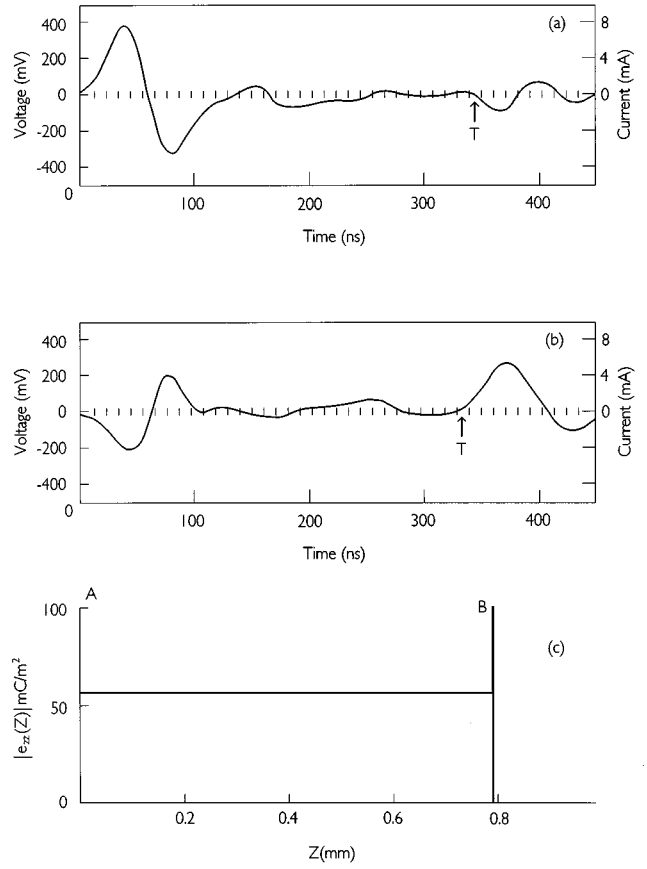 400
200
0
-200
-400
0
Voltage (mV)
(a)
8
4
0
Current (mA)
T
100
200
300
400
Time (ns)
400
200
0
-200
-400
0
Voltage (mV)
(b)
8
4
0
Current (mA)
T
100
200
300
400
Time (ns)
A
B
(c)
100
50
0
|e_zz(Z)| mC/m²
0.2
0.4
0.6
0.8
Z(mm)